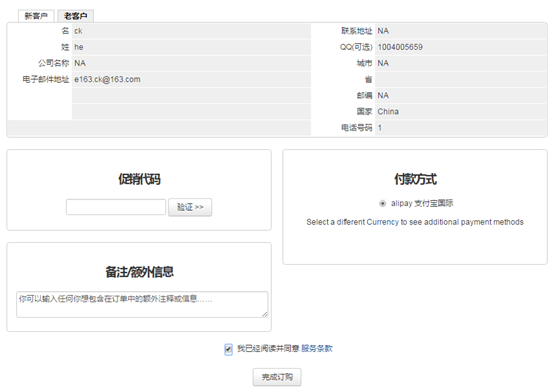 新客户 老客户
名 ck 联系地址 NA
姓 he QQ(可选) 1004005659
公司名称 NA 城市 NA
电子邮件地址 e163.ck@163.com 省
邮编 NA
国家 China
电话号码 1
促销代码
验证 >>
付款方式
alipay 支付宝国际
Select a different Currency to see additional payment methods
备注/额外信息
你可以输入任何你想包含在订单中的额外注释或信息……
我已经阅读并同意 服务条款
完成订购